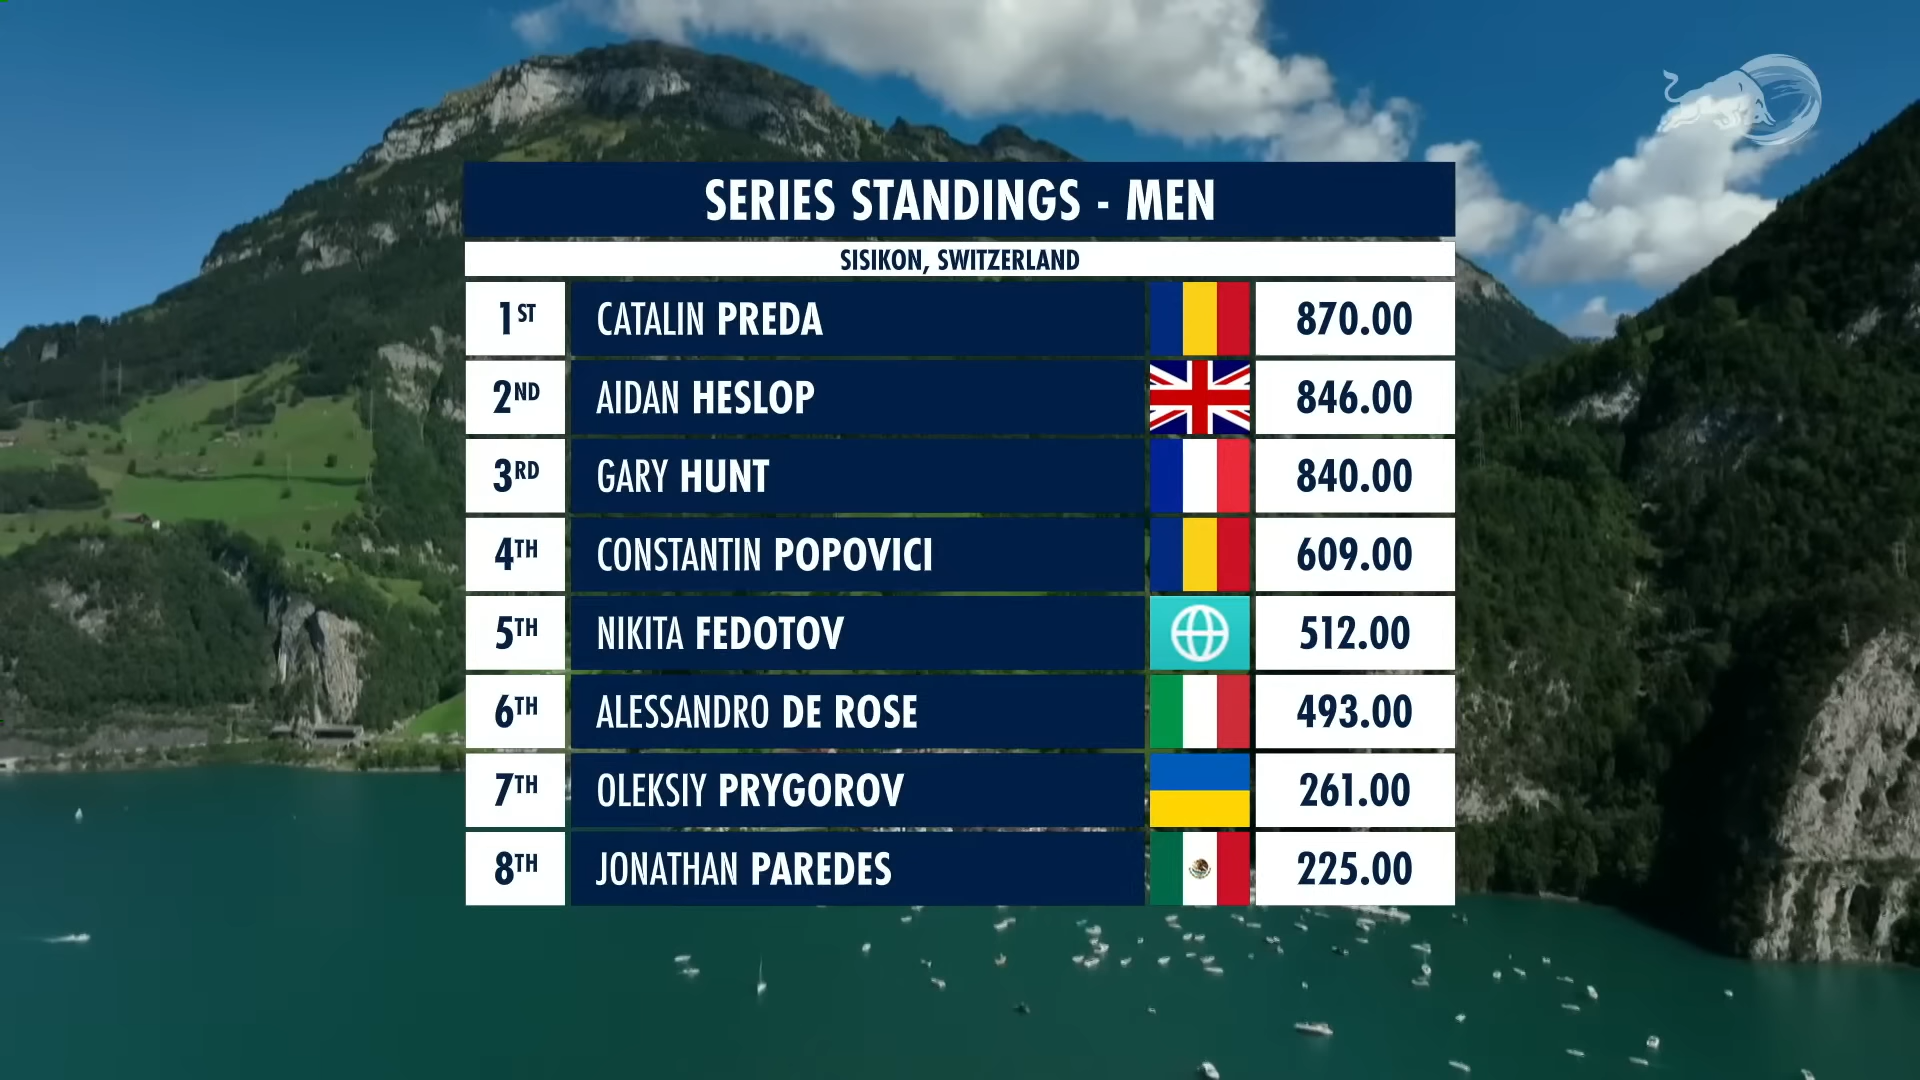 SERIES STANDINGS - MEN
SISIKON, SWITZERLAND
1ST CATALIN PREDA 870.00
2ND AIDAN HESLOP 846.00
3RD GARY HUNT 840.00
4TH CONSTANTIN POPOVICI 609.00
5TH NIKITA FEDOTOV 512.00
6TH ALESSANDRO DE ROSE 493.00
7TH OLEKSIY PRYGOROV 261.00
8TH JONATHAN PAREDES 225.00